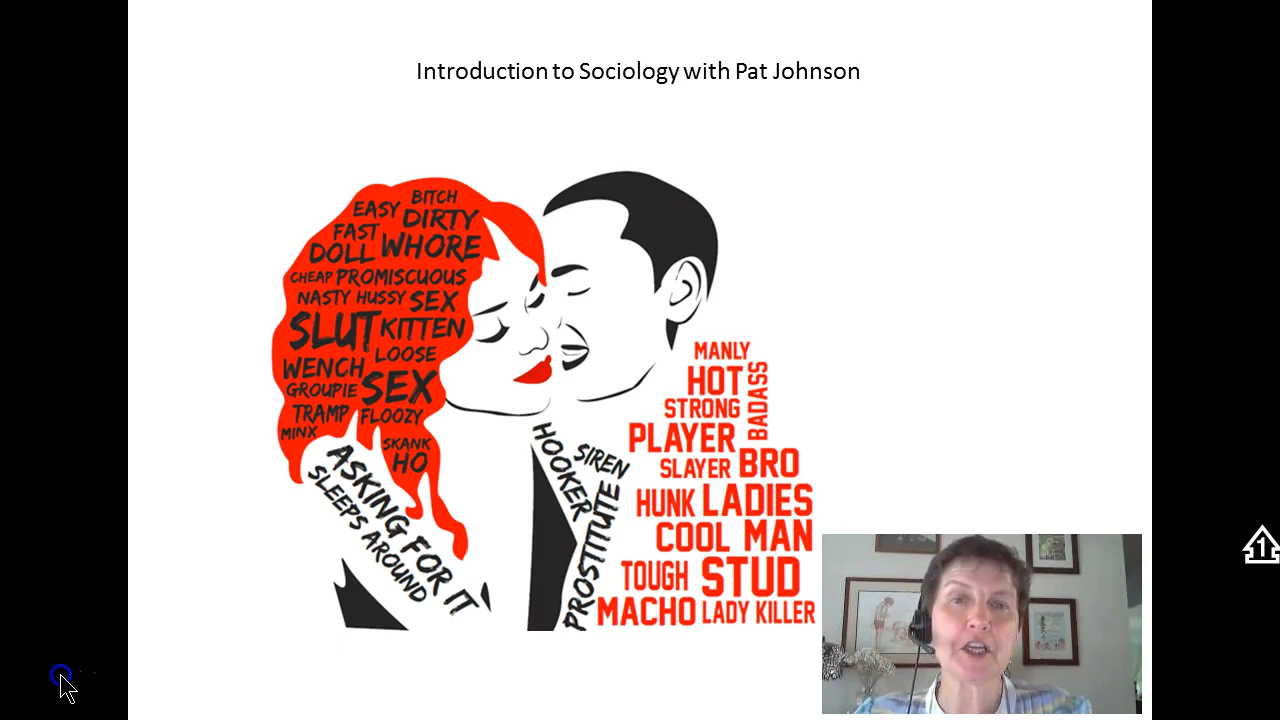 Introduction to Sociology with Pat Johnson
BITCH
EASY DIRTY
FAST
DOLL WHORE
CHEAP PROMISCUOUS
NASTY HUSSY SEX
SLUT KITTEN
WENCH LOOSE
GROUPIE SEX
TRAMP FLOOZY
MINX
SKANK
HO
ASKING FOR IT
SLEEPS AROUND
HOOKER
SIREN
PROSTITUTE
MANLY
HOT
BADASS
STRONG
PLAYER
SLAYER BRO
HUNK LADIES
COOL MAN
TOUGH STUD
MACHO LADY KILLER
1